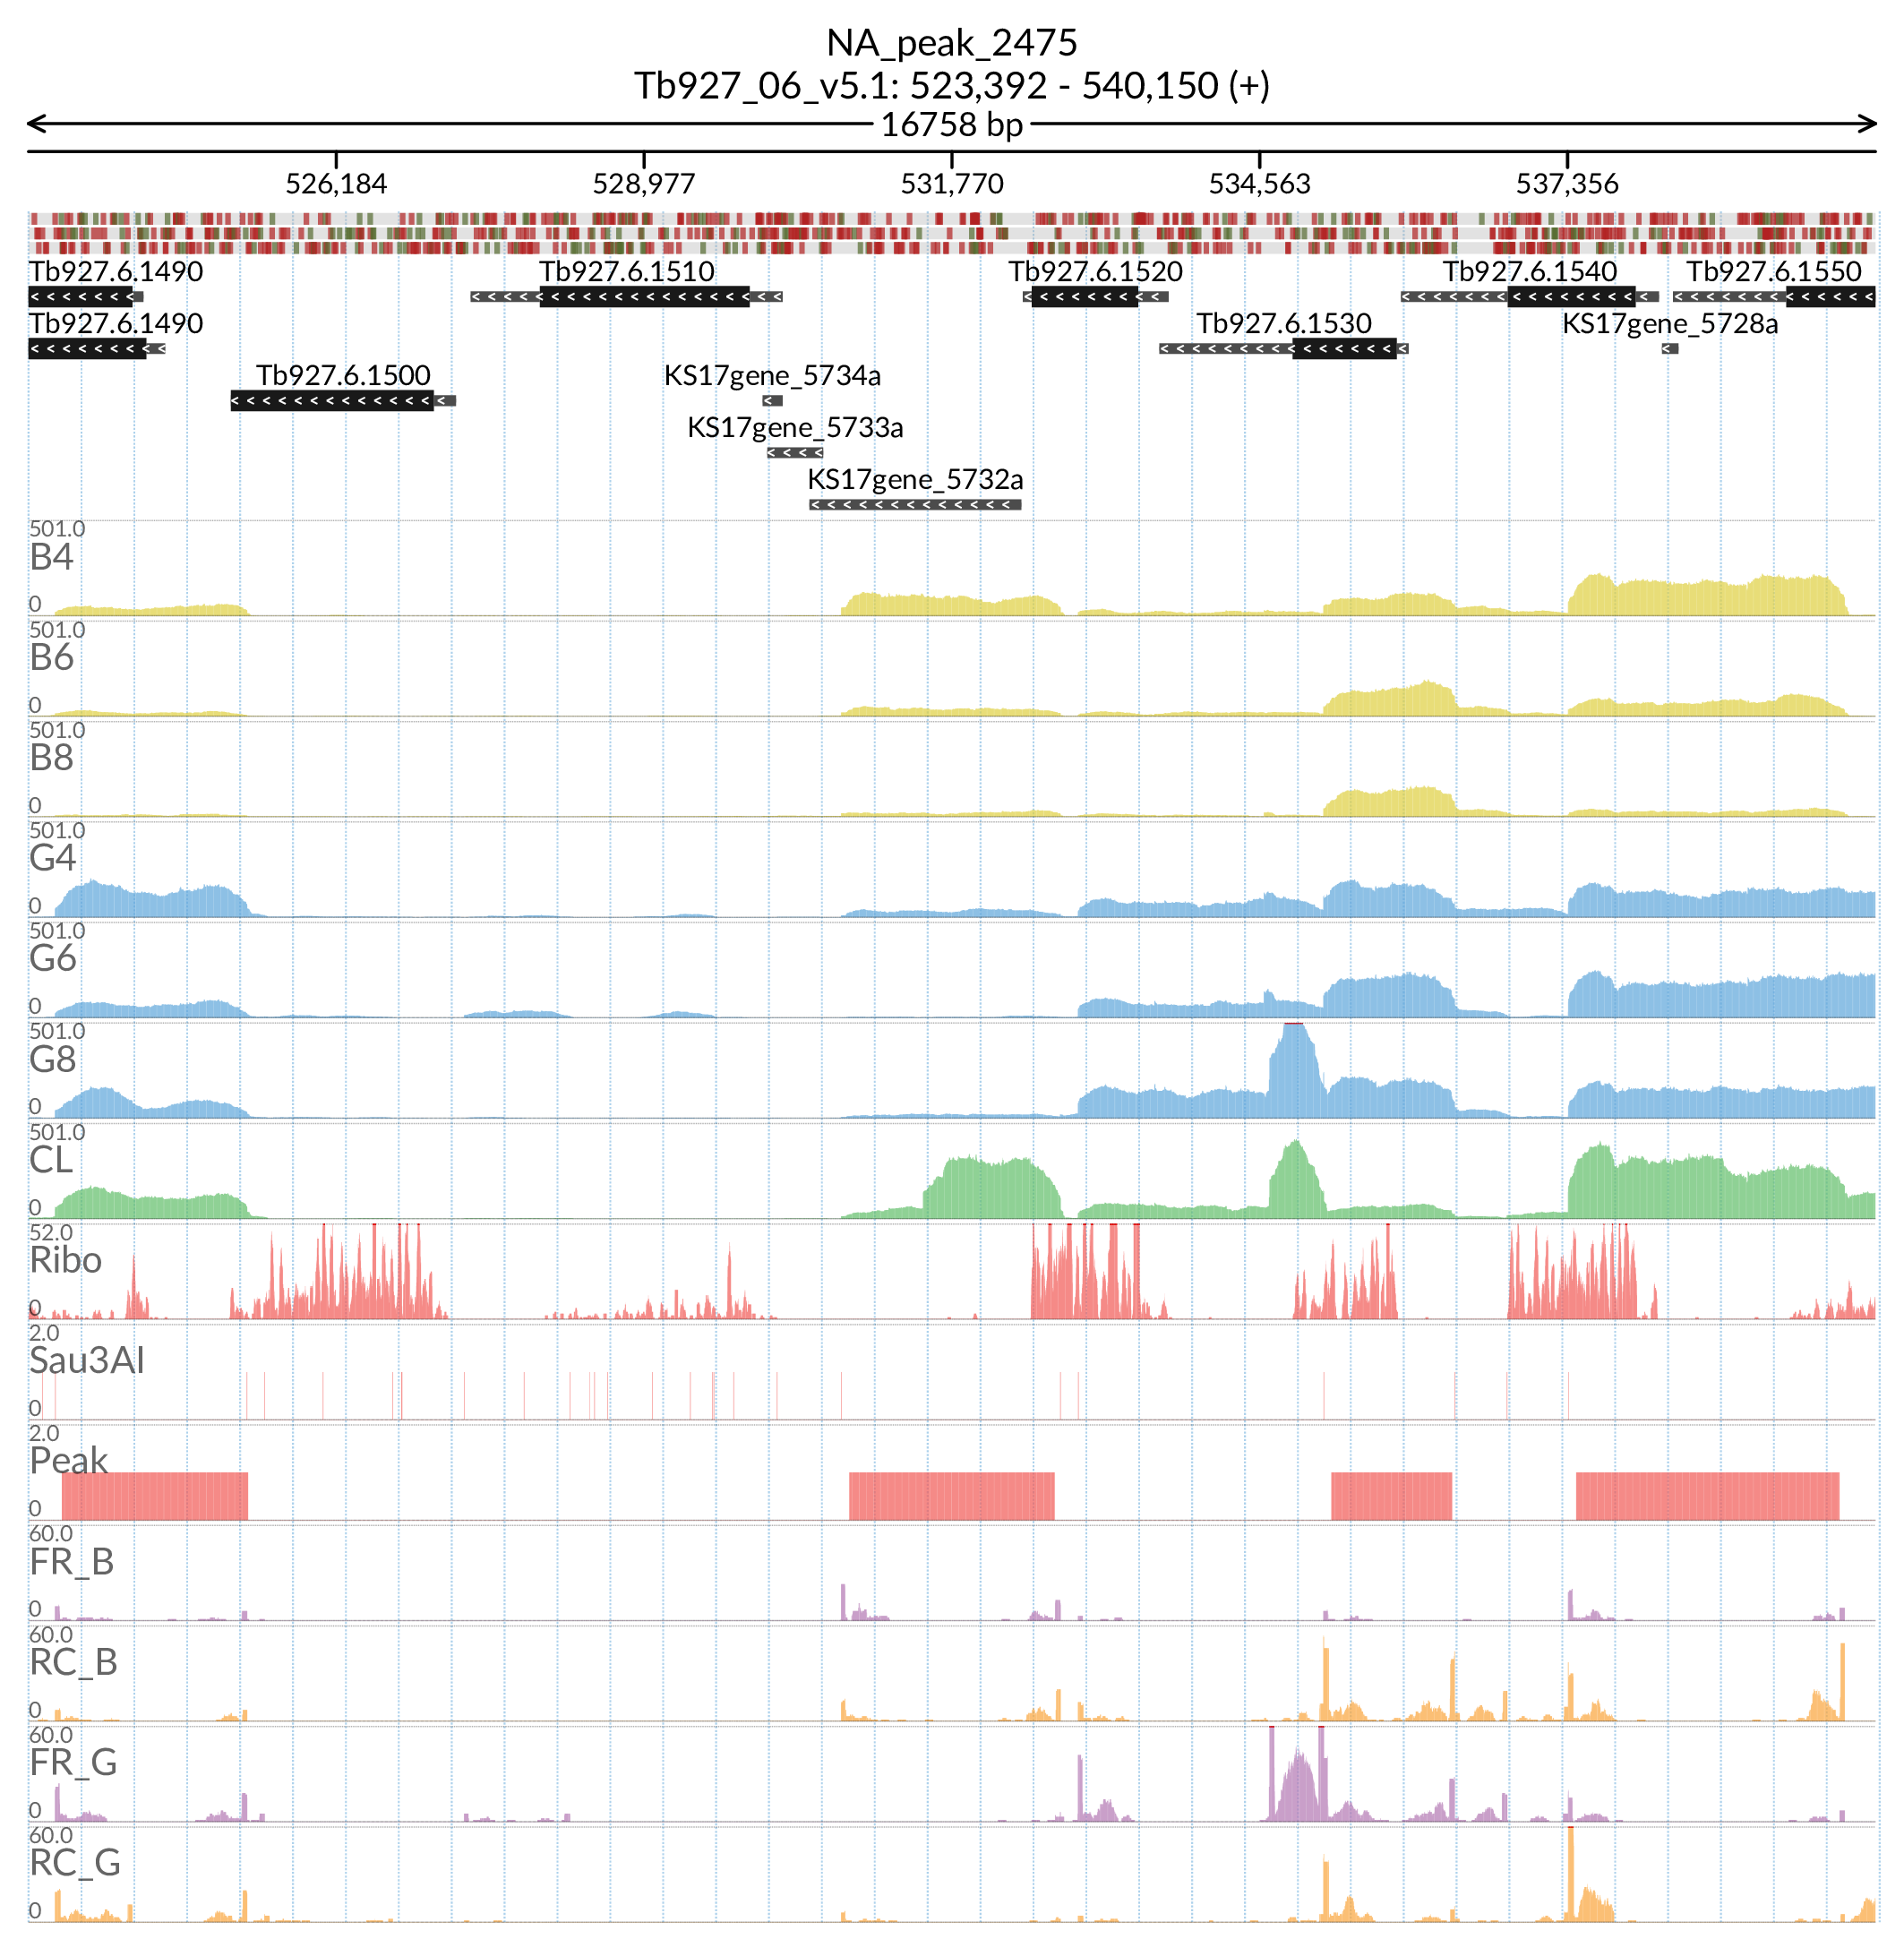 NA_peak_2475
Tb927_06_v5.1: 523,392 - 540,150 (+)
16758 bp
526,184 528,977 531,770 534,563 537,356
Tb927.6.1490 Tb927.6.1510 Tb927.6.1520 Tb927.6.1540 Tb927.6.1550
Tb927.6.1490 Tb927.6.1530 KS17gene_5728a
Tb927.6.1500 KS17gene_5734a
KS17gene_5733a
KS17gene_5732a
501.0
B4
0
501.0
B6
0
501.0
B8
0
501.0
G4
0
501.0
G6
0
501.0
G8
0
501.0
CL
0
52.0
Ribo
0
2.0
Sau3AI
0
2.0
Peak
0
60.0
FR_B
0
60.0
RC_B
0
60.0
FR_G
0
60.0
RC_G
0